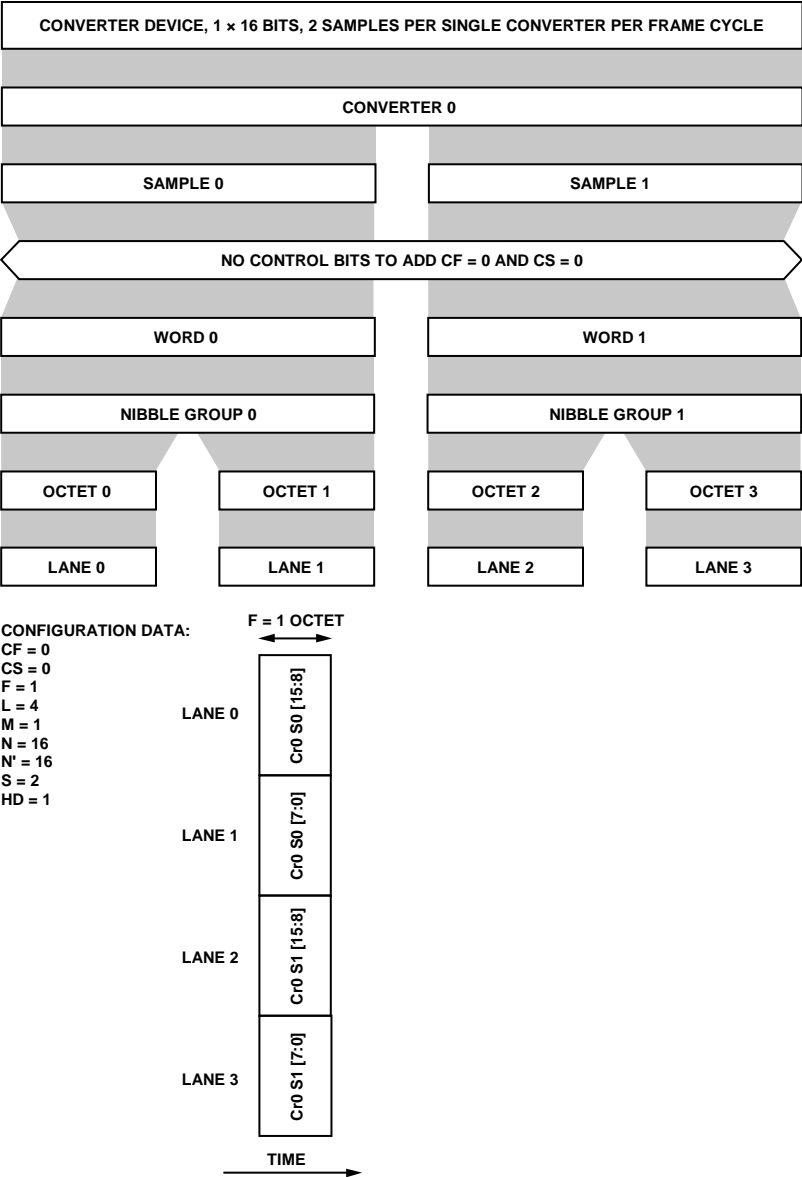 CONVERTER DEVICE, 1 × 16 BITS, 2 SAMPLES PER SINGLE CONVERTER PER FRAME CYCLE
CONVERTER 0
SAMPLE 0
SAMPLE 1
NO CONTROL BITS TO ADD CF = 0 AND CS = 0
WORD 0
WORD 1
NIBBLE GROUP 0
NIBBLE GROUP 1
OCTET 0
OCTET 1
OCTET 2
OCTET 3
LANE 0
LANE 1
LANE 2
LANE 3
CONFIGURATION DATA:
CF = 0
CS = 0
F = 1
L = 4
M = 1
N = 16
N' = 16
S = 2
HD = 1
F = 1 OCTET
LANE 0
Cr0 S0 [15:8]
LANE 1
Cr0 S0 [7:0]
LANE 2
Cr0 S1 [15:8]
LANE 3
Cr0 S1 [7:0]
TIME